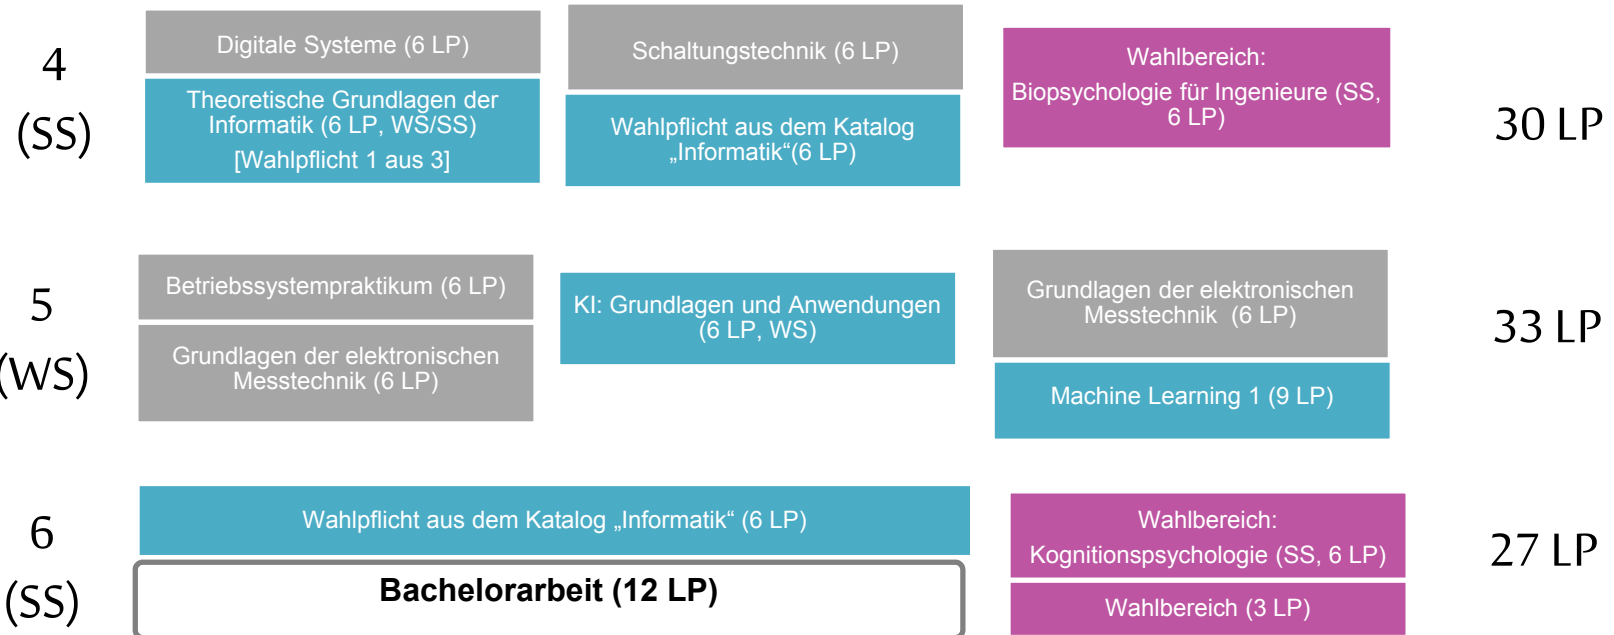 4
(SS)
Digitale Systeme (6 LP)
Theoretische Grundlagen der
Informatik (6 LP, WS/SS)
[Wahlpflicht 1 aus 3]
Schaltungstechnik (6 LP)
Wahlpflicht aus dem Katalog
„Informatik“(6 LP)
Wahlbereich:
Biopsychologie für Ingenieure (SS,
6 LP)
30 LP
5
(WS)
Betriebssystempraktikum (6 LP)
Grundlagen der elektronischen
Messtechnik (6 LP)
KI: Grundlagen und Anwendungen
(6 LP, WS)
Grundlagen der elektronischen
Messtechnik  (6 LP)
Machine Learning 1 (9 LP)
33 LP
6
(SS)
Wahlpflicht aus dem Katalog „Informatik“ (6 LP)
Bachelorarbeit (12 LP)
Wahlbereich:
Kognitionspsychologie (SS, 6 LP)
Wahlbereich (3 LP)
27 LP